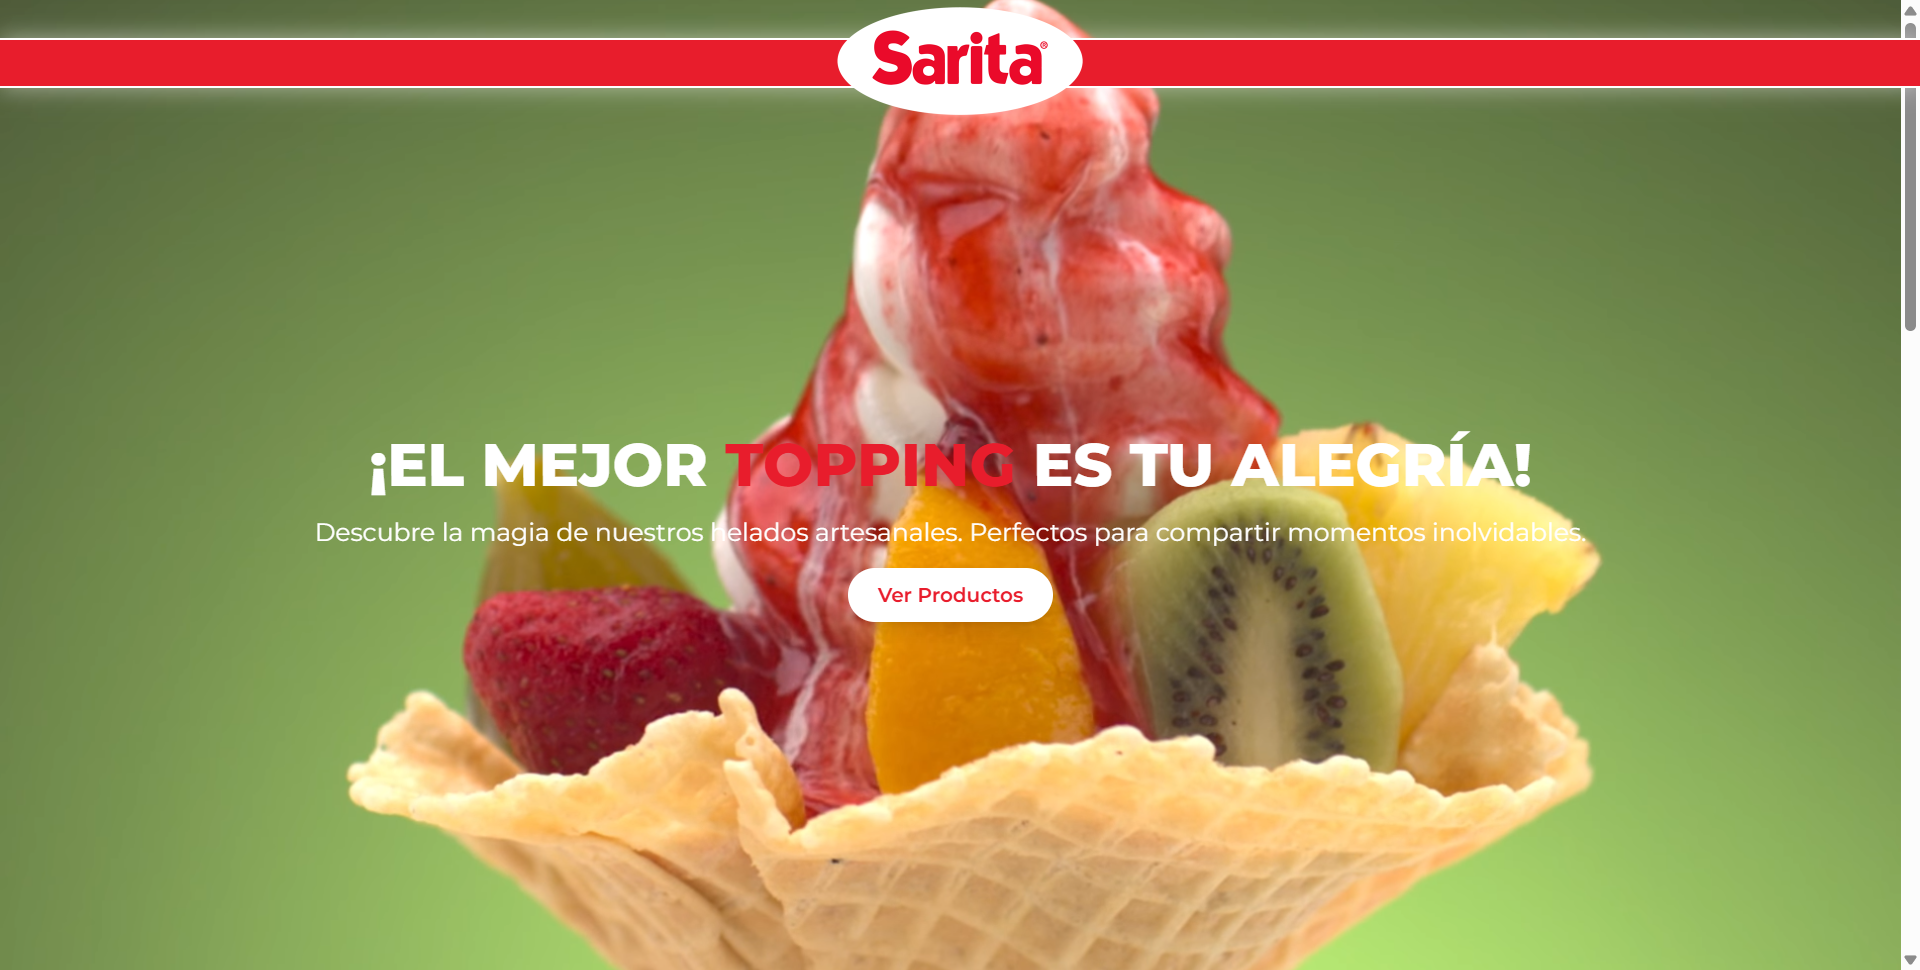 Sarita®
¡EL MEJOR TOPPING ES TU ALEGRÍA!
Descubre la magia de nuestros helados artesanales. Perfectos para compartir momentos inolvidables.
Ver Productos